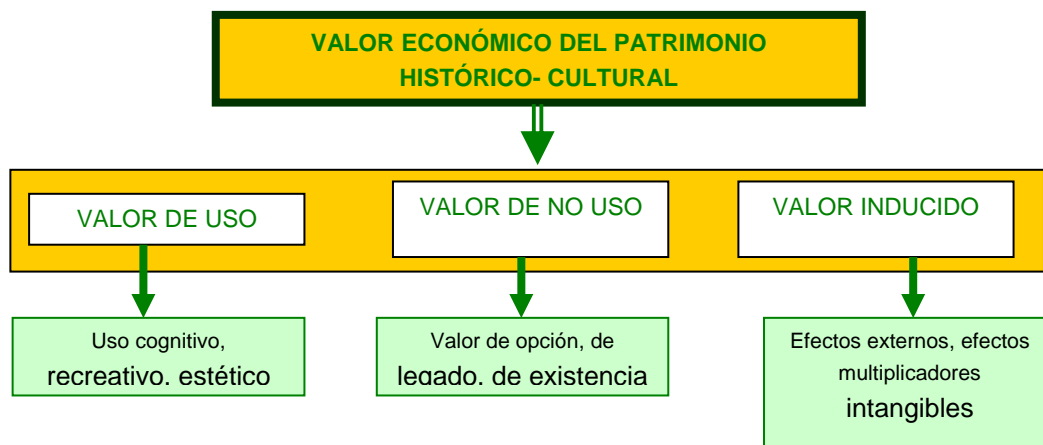 VALOR ECONÓMICO DEL PATRIMONIO
HISTÓRICO- CULTURAL
VALOR DE USO
VALOR DE NO USO
VALOR INDUCIDO
Uso cognitivo,
recreativo. estético
Valor de opción, de
legado. de existencia
Efectos externos, efectos
multiplicadores
intangibles